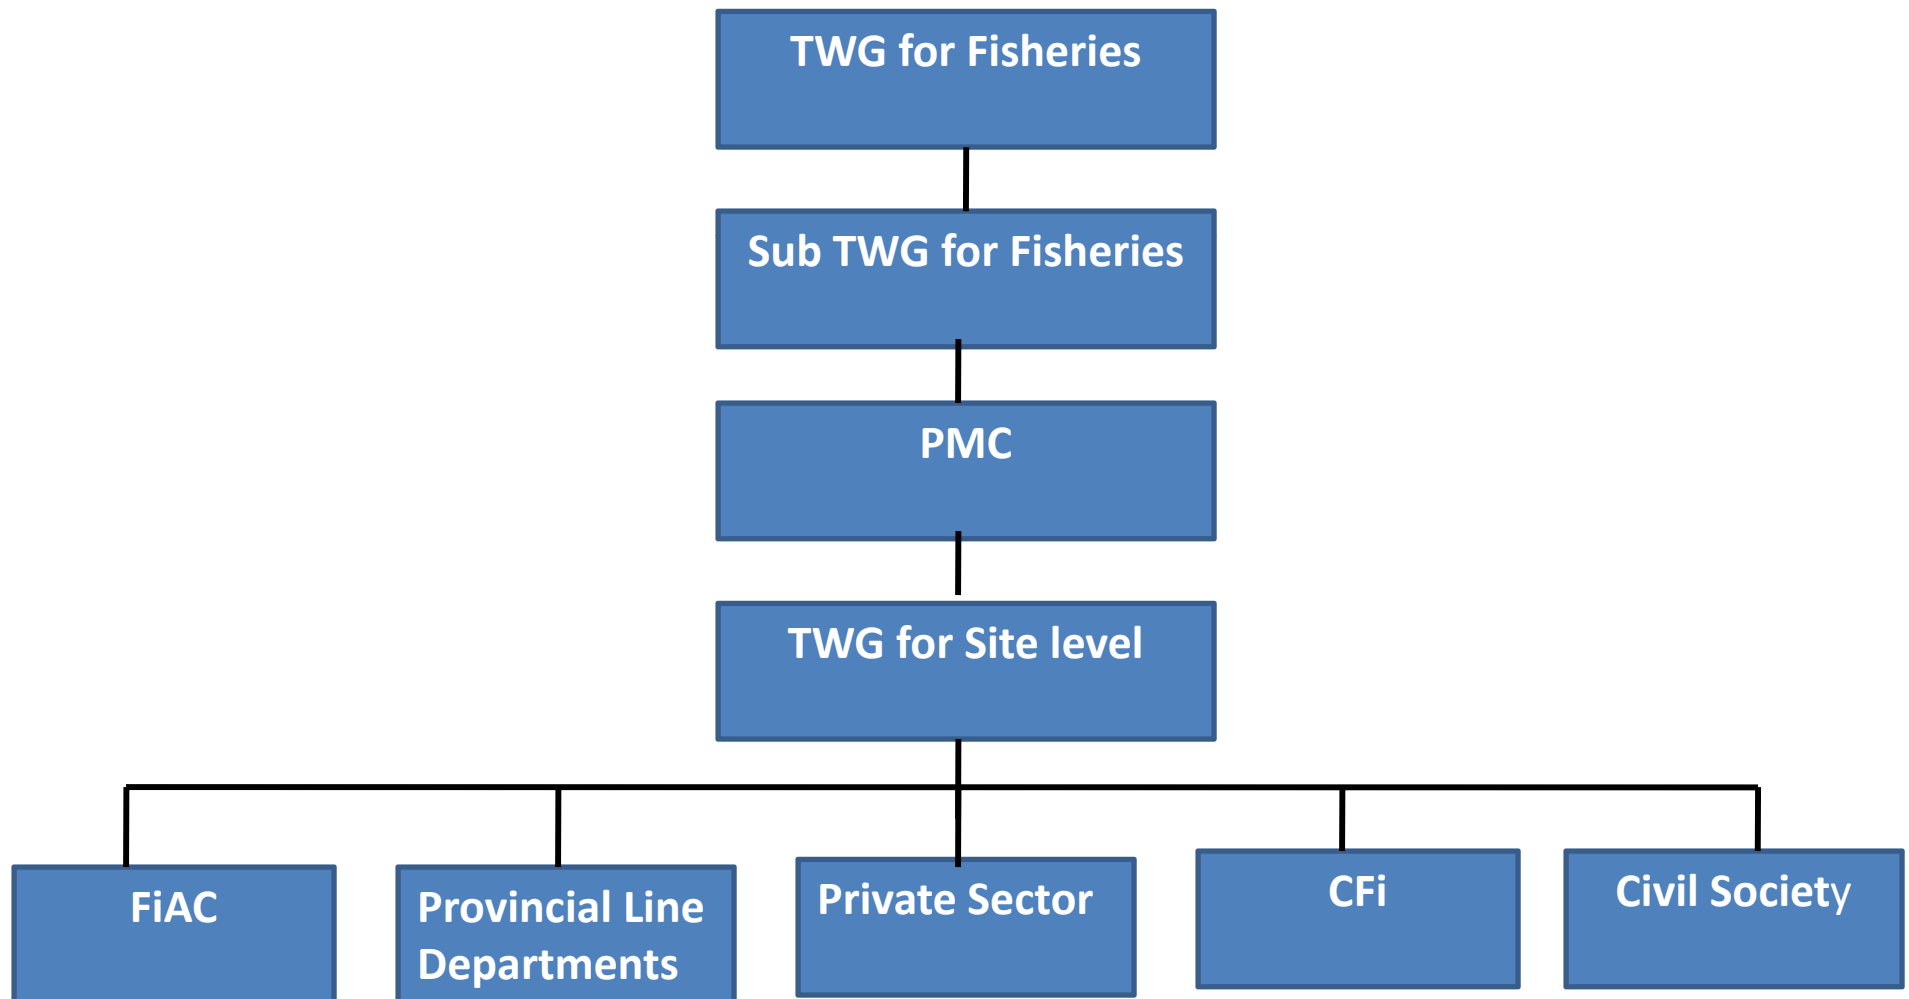 TWG for Fisheries
Sub TWG for Fisheries
PMC
TWG for Site level
FiAC
Provincial Line
Departments
Private Sector
CFi
Civil Society